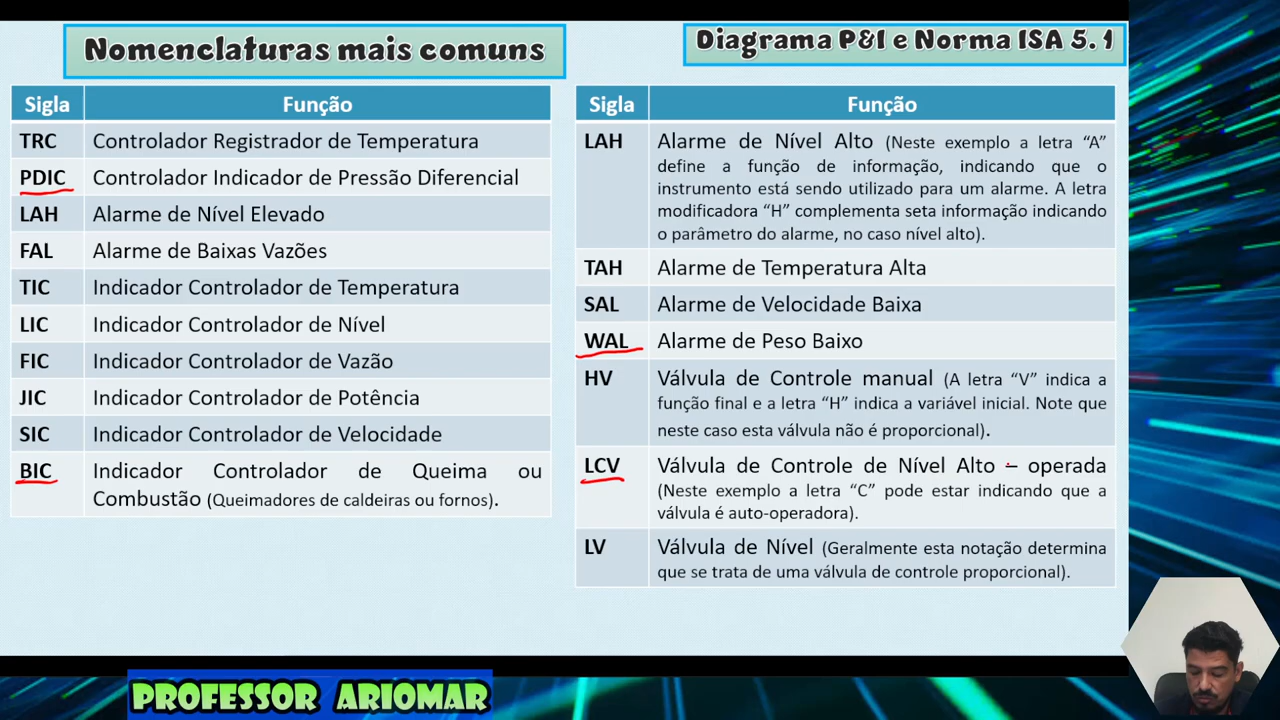 Nomenclaturas mais comuns
Diagrama P&I e Norma ISA 5.1
Sigla Função
TRC Controlador Registrador de Temperatura
PDIC Controlador Indicador de Pressão Diferencial
LAH Alarme de Nível Elevado
FAL Alarme de Baixas Vazões
TIC Indicador Controlador de Temperatura
LIC Indicador Controlador de Nível
FIC Indicador Controlador de Vazão
JIC Indicador Controlador de Potência
SIC Indicador Controlador de Velocidade
BIC Indicador Controlador de Queima ou
Combustão (Queimadores de caldeiras ou fornos).
Sigla Função
LAH Alarme de Nível Alto (Neste exemplo a letra “A”
define a função de informação, indicando que o
instrumento está sendo utilizado para um alarme. A letra
modificadora “H” complementa seta informação indicando
o parâmetro do alarme, no caso nível alto).
TAH Alarme de Temperatura Alta
SAL Alarme de Velocidade Baixa
WAL Alarme de Peso Baixo
HV Válvula de Controle manual (A letra “V” indica a
função final e a letra “H” indica a variável inicial. Note que
neste caso esta válvula não é proporcional).
LCV Válvula de Controle de Nível Alto – operada
(Neste exemplo a letra “C” pode estar indicando que a
válvula é auto-operadora).
LV Válvula de Nível (Geralmente esta notação determina
que se trata de uma válvula de controle proporcional).
PROFESSOR ARIOMAR